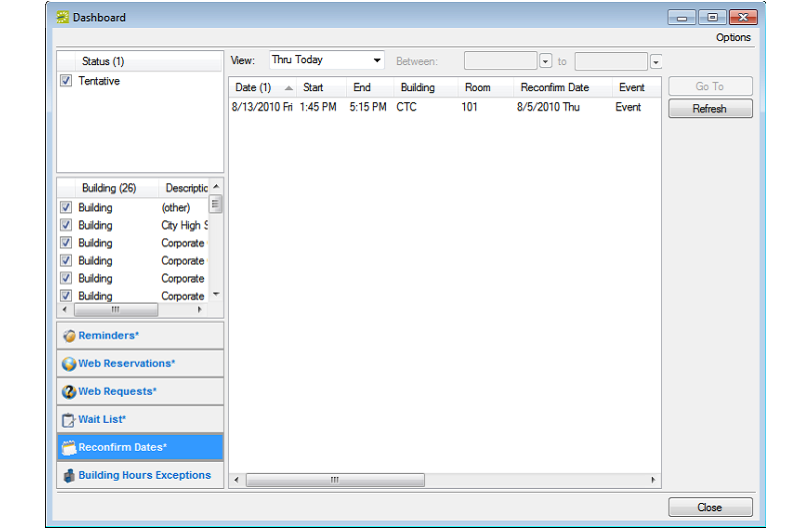 Dashboard
Options
Status (1)
Tentative
View: Thru Today Between: to
Go To
Refresh
Date (1) Start End Building Room Reconfirm Date Event
8/13/2010 Fri 1:45 PM 5:15 PM CTC 101 8/5/2010 Thu Event
Building (26) Descriptic
Building (other)
Building City High S
Building Corporate
Building Corporate
Building Corporate
Building Corporate
Reminders*
Web Reservations*
Web Requests*
Wait List*
Reconfirm Dates*
Building Hours Exceptions
Close